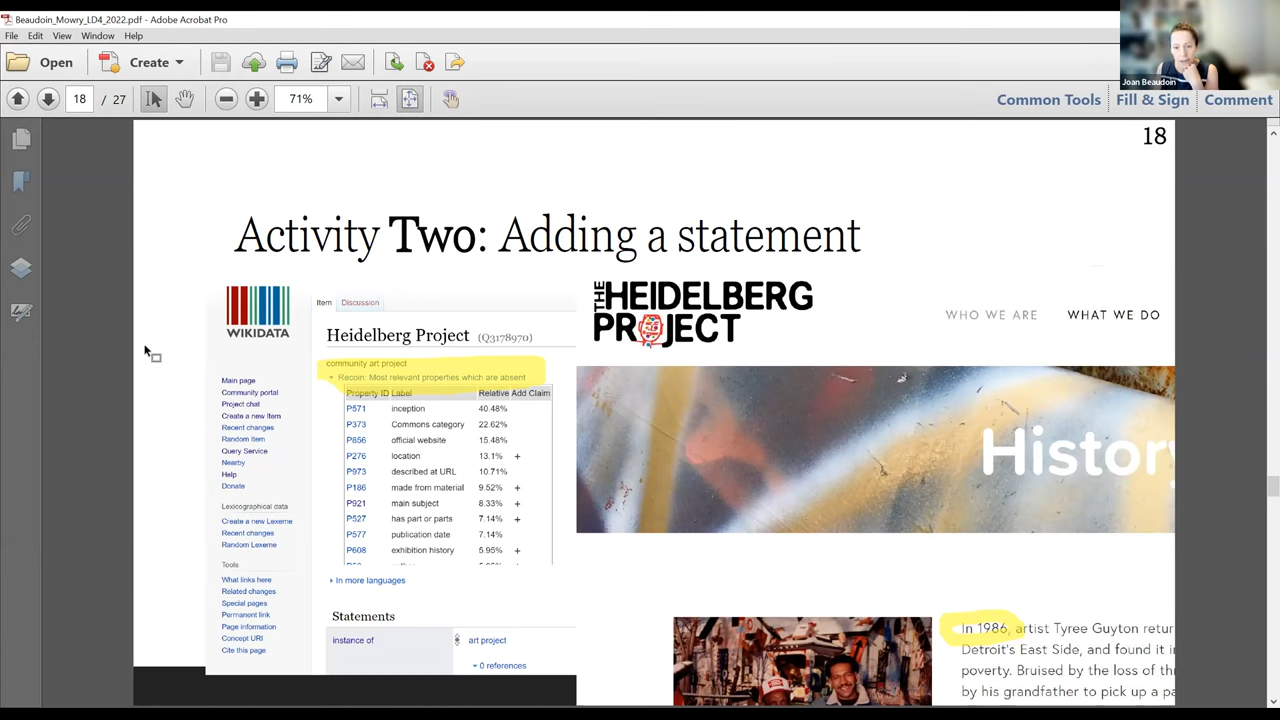 Beaudoin_Mowry_LD4_2022.pdf - Adobe Acrobat Pro
File Edit View Window Help
Open Create
18 / 27 71%
Common Tools Fill & Sign Comment
Joan Beaudoin
18
Activity Two: Adding a statement
WIKIDATA
Main page
Community portal
Project chat
Create a new Item
Recent changes
Random Item
Query Service
Nearby
Help
Donate
Lexicographical data
Create a new Lexeme
Recent changes
Random Lexeme
Tools
What links here
Related changes
Special pages
Permanent link
Page information
Concept URI
Cite this page
Item Discussion
Heidelberg Project (Q3178970)
community art project
Recoin: Most relevant properties which are absent
Property ID Label Relative Add Claim
P571 inception 40.48%
P373 Commons category 22.62%
P856 official website 15.48%
P276 location 13.1% +
P973 described at URL 10.71%
P186 made from material 9.52% +
P921 main subject 8.33% +
P527 has part or parts 7.14% +
P577 publication date 7.14%
P608 exhibition history 5.95% +
In more languages
Statements
instance of art project
0 references
THE HEIDELBERG
PROJECT
WHO WE ARE WHAT WE DO
History
In 1986, artist Tyree Guyton retur
Detroit's East Side, and found it i
poverty. Bruised by the loss of th
by his grandfather to pick up a pa